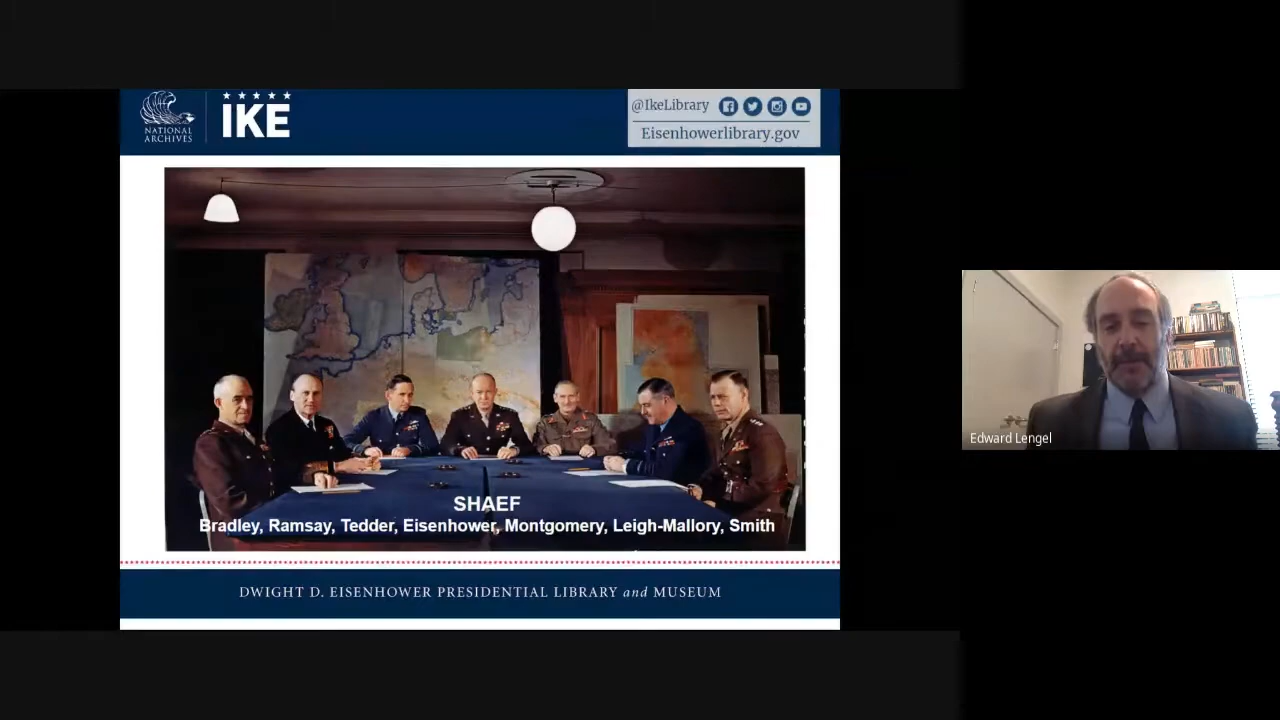 NATIONAL
ARCHIVES
IKE
@IkeLibrary
Eisenhowerlibrary.gov
SHAEF
Bradley, Ramsay, Tedder, Eisenhower, Montgomery, Leigh-Mallory, Smith
DWIGHT D. EISENHOWER PRESIDENTIAL LIBRARY and MUSEUM
Edward Lengel